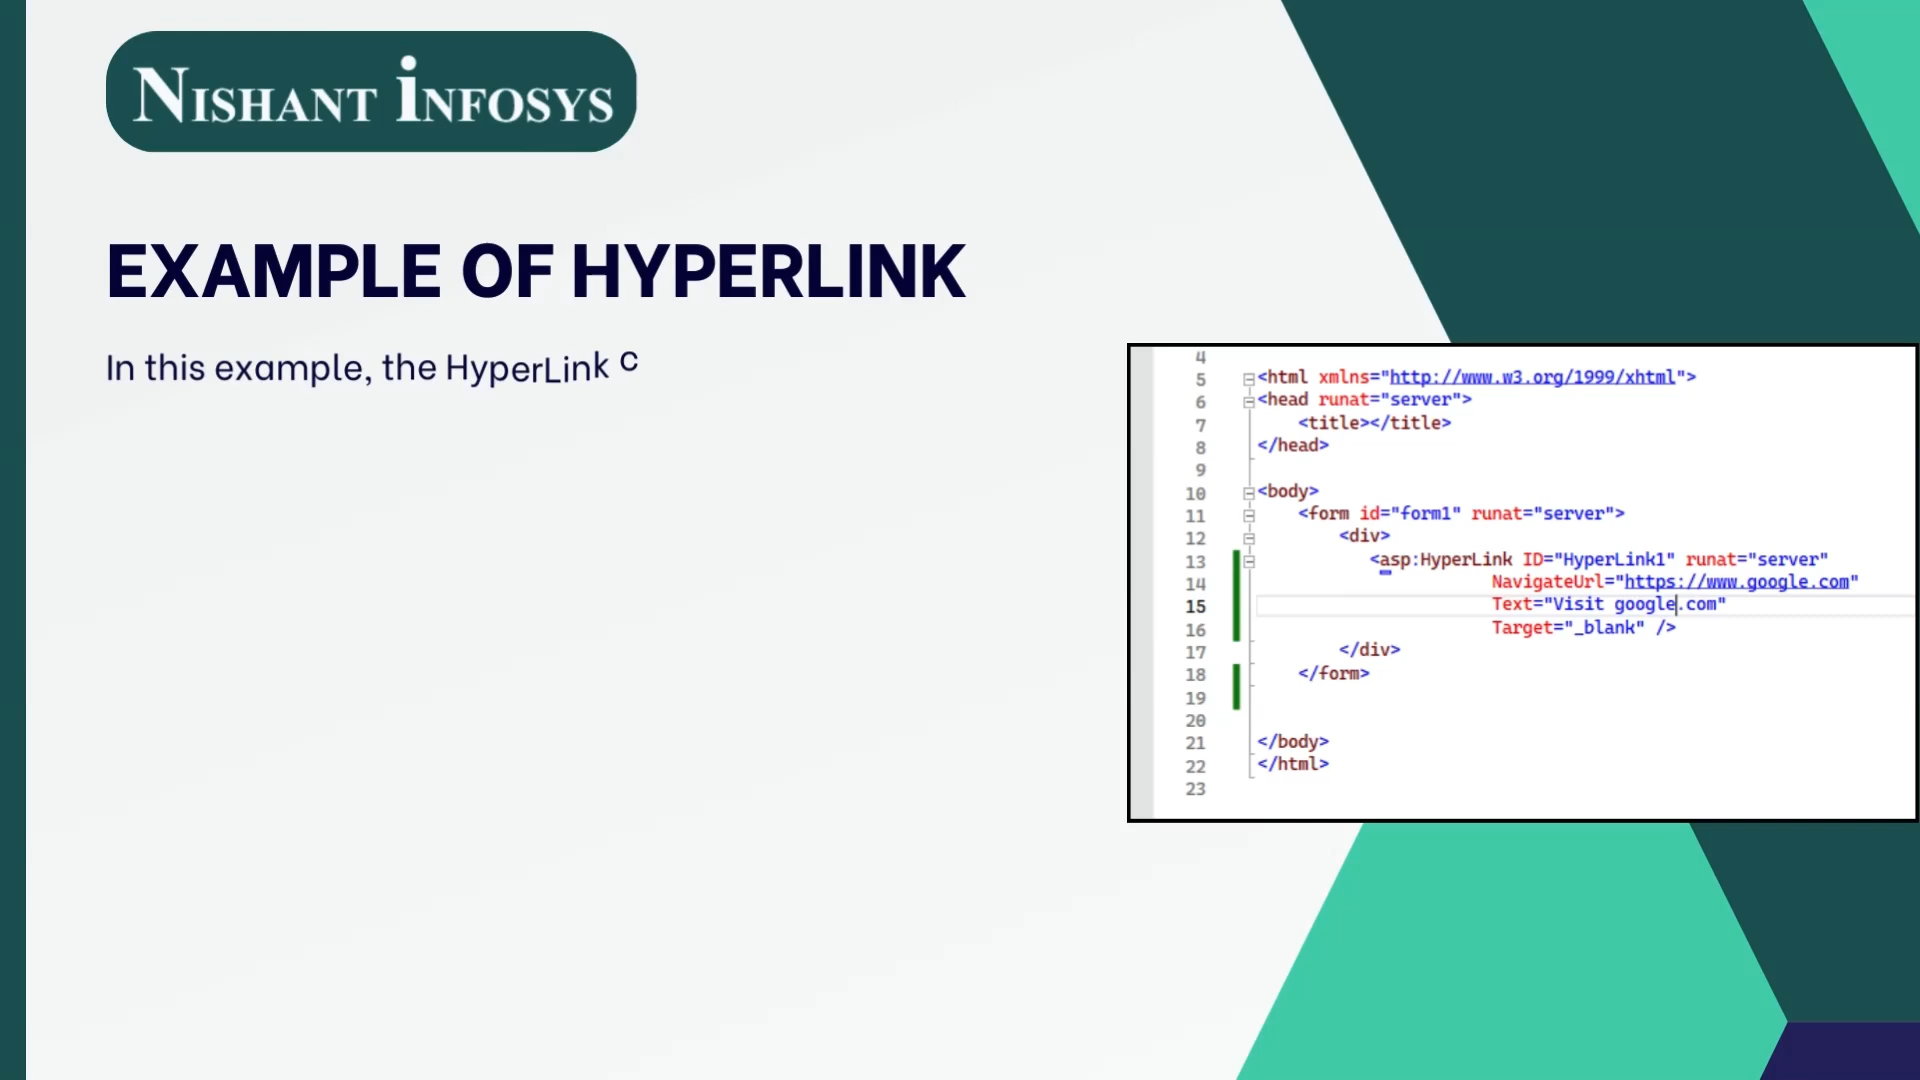 NISHANT iNFOSYS
EXAMPLE OF HYPERLINK
In this example, the HyperLink c
4
5 <html xmlns="http://www.w3.org/1999/xhtml">
6 <head runat="server">
7 <title></title>
8 </head>
9
10 <body>
11 <form id="form1" runat="server">
12 <div>
13 <asp:HyperLink ID="HyperLink1" runat="server"
14 NavigateUrl="https://www.google.com"
15 Text="Visit google.com"
16 Target="_blank" />
17 </div>
18 </form>
19
20
21 </body>
22 </html>
23